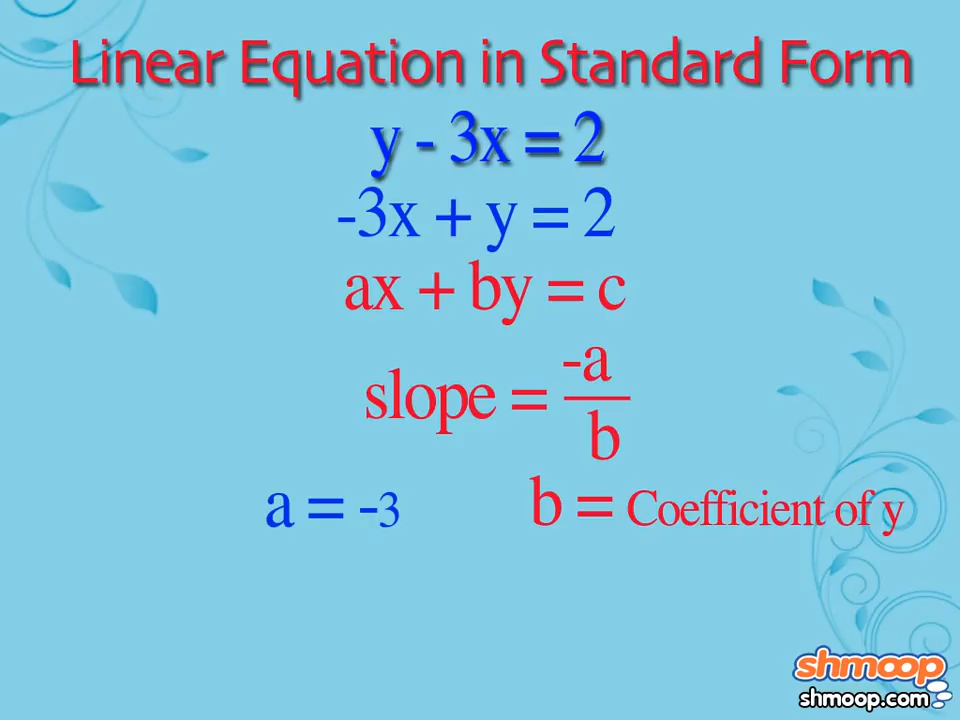 Linear Equation in Standard Form
y - 3x = 2
-3x + y = 2
ax + by = c
slope = -a/b
a = -3 b = Coefficient of y
shmoop
shmoop.com